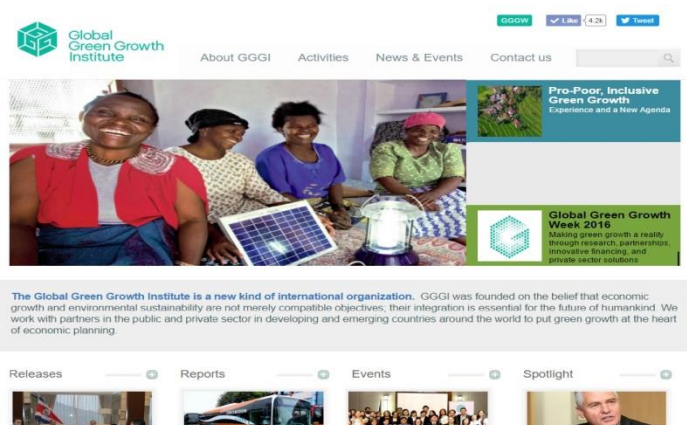 GGGW Like 4.2k Tweet
Global
Green Growth
Institute
About GGGI Activities News & Events Contact us
Pro-Poor, Inclusive
Green Growth
Experience and a New Agenda
Global Green Growth
Week 2016
Making green growth a reality
through research, partnerships,
innovative financing, and
private sector solutions
The Global Green Growth Institute is a new kind of international organization. GGGI was founded on the belief that economic
growth and environmental sustainability are not merely compatible objectives; their integration is essential for the future of humankind. We
work with partners in the public and private sector in developing and emerging countries around the world to put green growth at the heart
of economic planning.
Releases Reports Events Spotlight